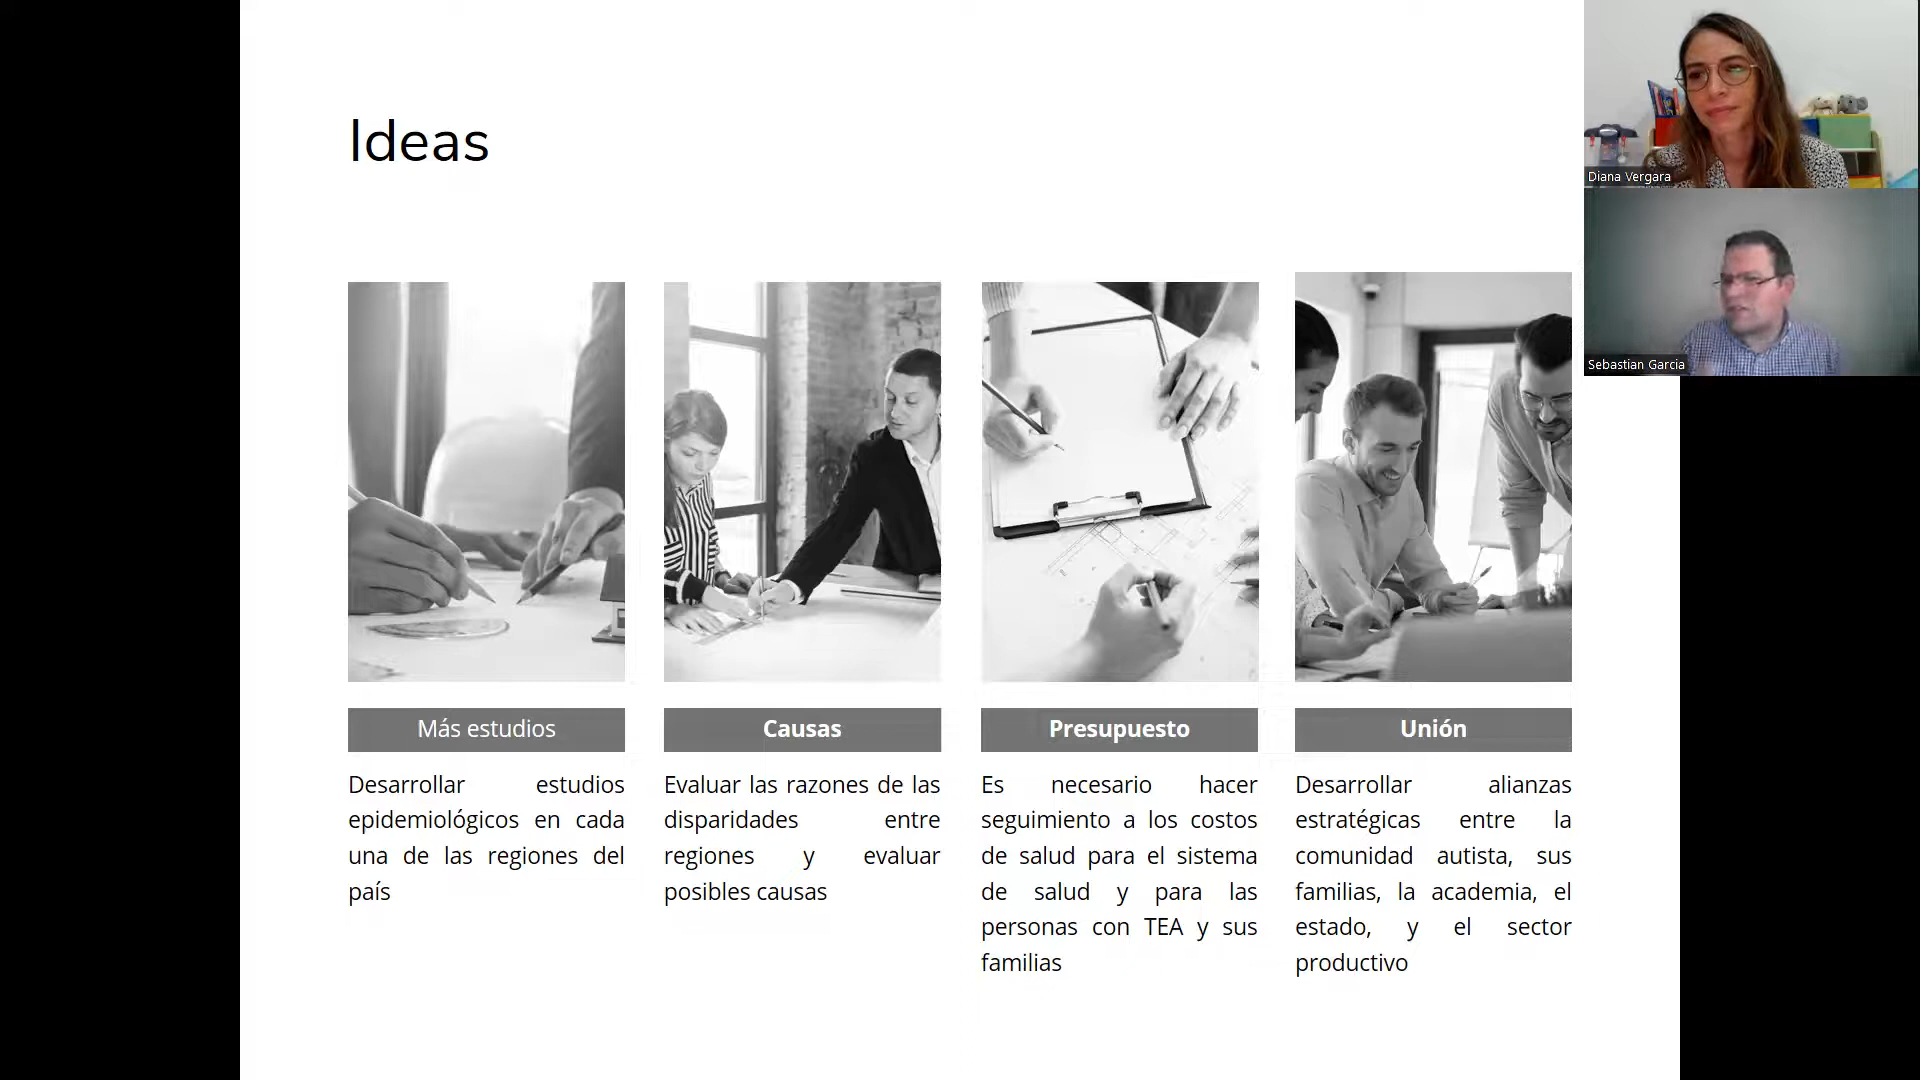 Ideas
Diana Vergara
Sebastian Garcia
Más estudios
Desarrollar estudios
epidemiológicos en cada
una de las regiones del
país
Causas
Evaluar las razones de las
disparidades entre
regiones y evaluar
posibles causas
Presupuesto
Es necesario hacer
seguimiento a los costos
de salud para el sistema
de salud y para las
personas con TEA y sus
familias
Unión
Desarrollar alianzas
estratégicas entre la
comunidad autista, sus
familias, la academia, el
estado, y el sector
productivo